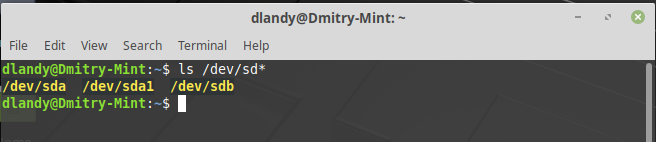 dlandy@Dmitry-Mint: ~
File Edit View Search Terminal Help
dlandy@Dmitry-Mint:~$ ls /dev/sd*
/dev/sda  /dev/sda1  /dev/sdb
dlandy@Dmitry-Mint:~$